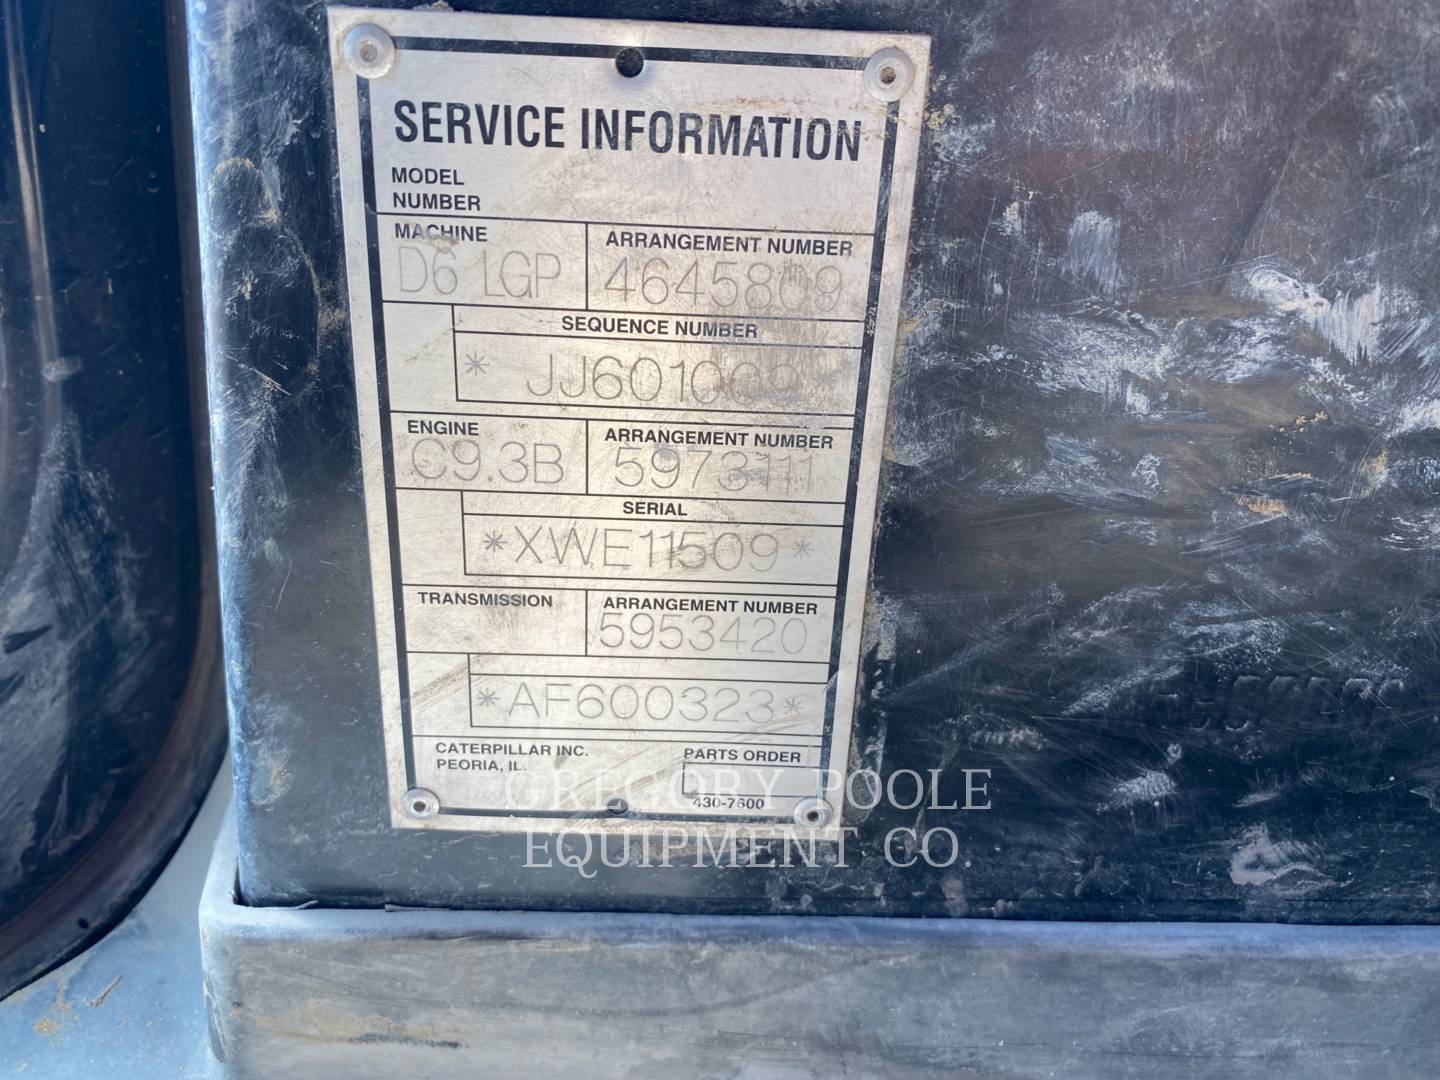 SERVICE INFORMATION
MODEL
NUMBER
MACHINE ARRANGEMENT NUMBER
D6 LGP 4645809
SEQUENCE NUMBER
* JJ601009 *
ENGINE ARRANGEMENT NUMBER
C9.3B 5973111
SERIAL
*XWE11509*
TRANSMISSION ARRANGEMENT NUMBER
5953420
*AF600323*
CATERPILLAR INC. PARTS ORDER
PEORIA, IL.
430-7600
GREGORY POOLE
EQUIPMENT CO.